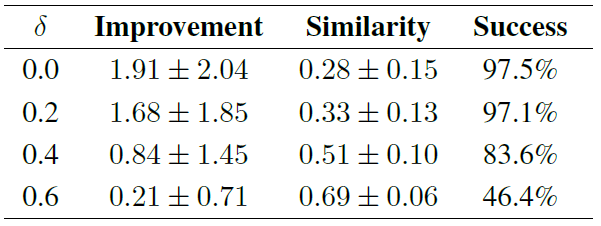 δ Improvement Similarity Success
0.0 1.91 ± 2.04 0.28 ± 0.15 97.5%
0.2 1.68 ± 1.85 0.33 ± 0.13 97.1%
0.4 0.84 ± 1.45 0.51 ± 0.10 83.6%
0.6 0.21 ± 0.71 0.69 ± 0.06 46.4%